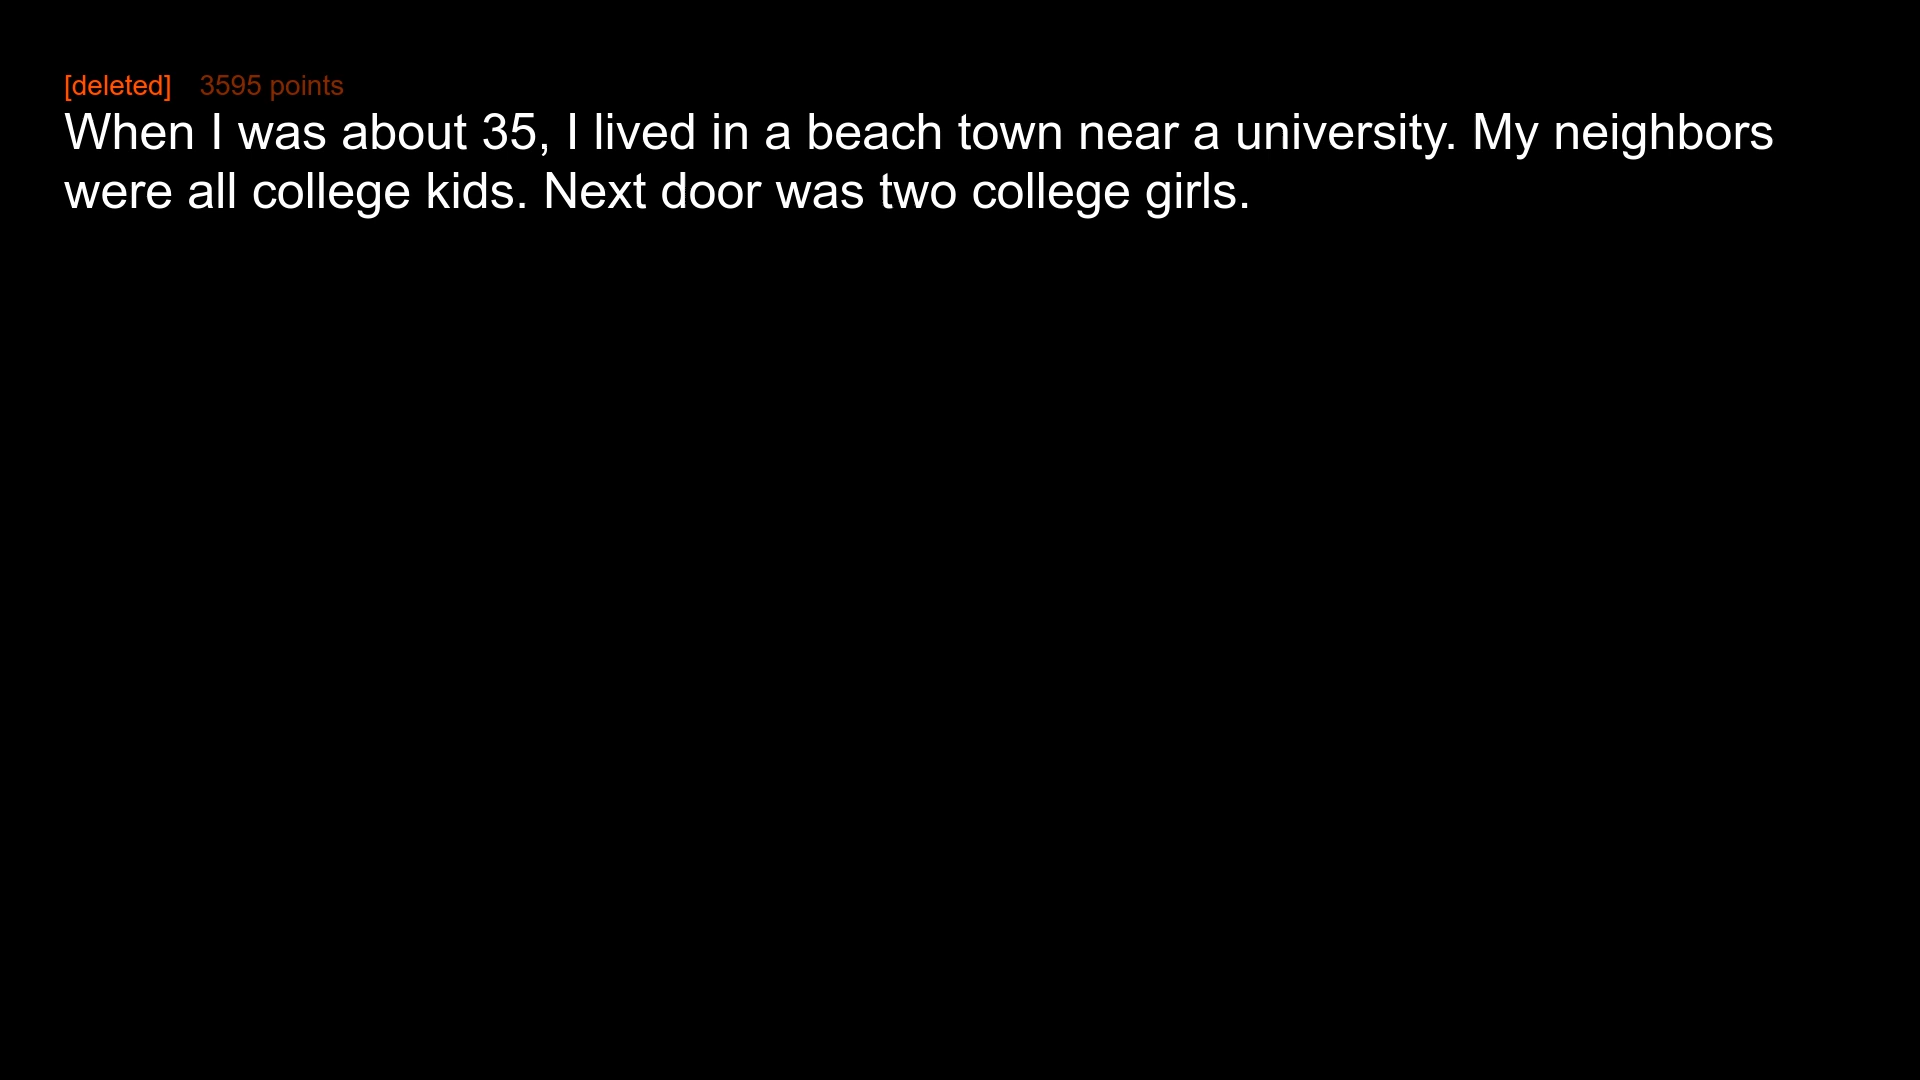 [deleted] 3595 points
When I was about 35, I lived in a beach town near a university. My neighbors
were all college kids. Next door was two college girls.